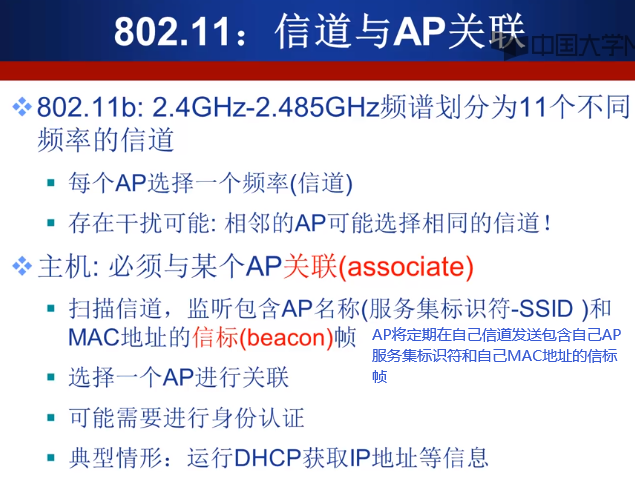 802.11：信道与AP关联
中国大学M
802.11b: 2.4GHz-2.485GHz频谱划分为11个不同
频率的信道
每个AP选择一个频率(信道)
存在干扰可能: 相邻的AP可能选择相同的信道！
主机: 必须与某个AP关联(associate)
扫描信道，监听包含AP名称(服务集标识符-SSID )和
MAC地址的信标(beacon)帧
AP将定期在自己信道发送包含自己AP
服务集标识符和自己MAC地址的信标
帧
选择一个AP进行关联
可能需要进行身份认证
典型情形：运行DHCP获取IP地址等信息